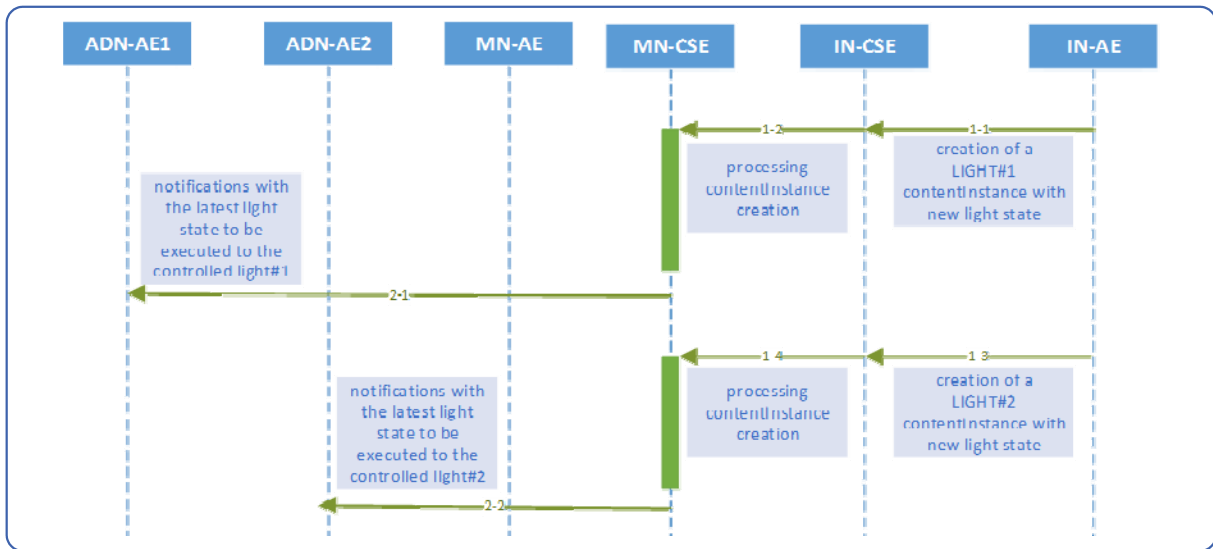 ADN-AE1
ADN-AE2
MN-AE
MN-CSE
IN-CSE
IN-AE
1-2
1-1
processing
contentInstance
creation
creation of a
LIGHT#1
contentInstance with
new light state
notifications with
the latest light
state to be
executed to the
controlled light#1
2-1
1 4
1 3
notifications with
the latest light
state to be
executed to the
controlled light#2
processing
contentInstance
creation
creation of a
LIGHT#2
contentInstance with
new light state
2-2